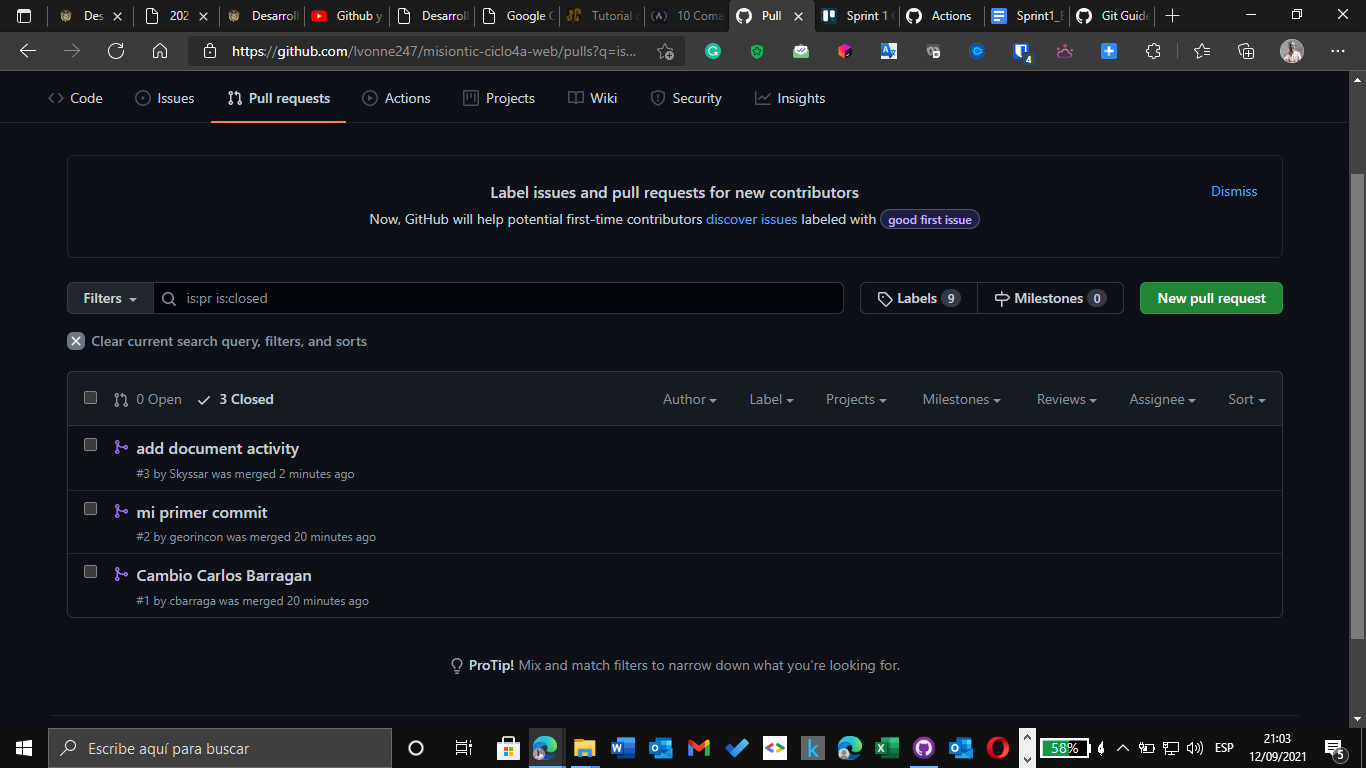 Des
202
Desarroll
Github y
Desarroll
Google C
Tutorial
10 Coma
Pull
Sprint 1
Actions
Sprint1_E
Git Guide
https://github.com/Ivonne247/misiontic-ciclo4a-web/pulls?q=is...
4
Code
Issues
Pull requests
Actions
Projects
Wiki
Security
Insights
Label issues and pull requests for new contributors
Dismiss
Now, GitHub will help potential first-time contributors discover issues labeled with good first issue
Filters
is:pr is:closed
Labels 9
Milestones 0
New pull request
Clear current search query, filters, and sorts
0 Open
3 Closed
Author
Label
Projects
Milestones
Reviews
Assignee
Sort
add document activity
#3 by Skyssar was merged 2 minutes ago
mi primer commit
#2 by georincon was merged 20 minutes ago
Cambio Carlos Barragan
#1 by cbarraga was merged 20 minutes ago
ProTip! Mix and match filters to narrow down what you’re looking for.
Escribe aquí para buscar
58%
ESP
21:03
12/09/2021
5